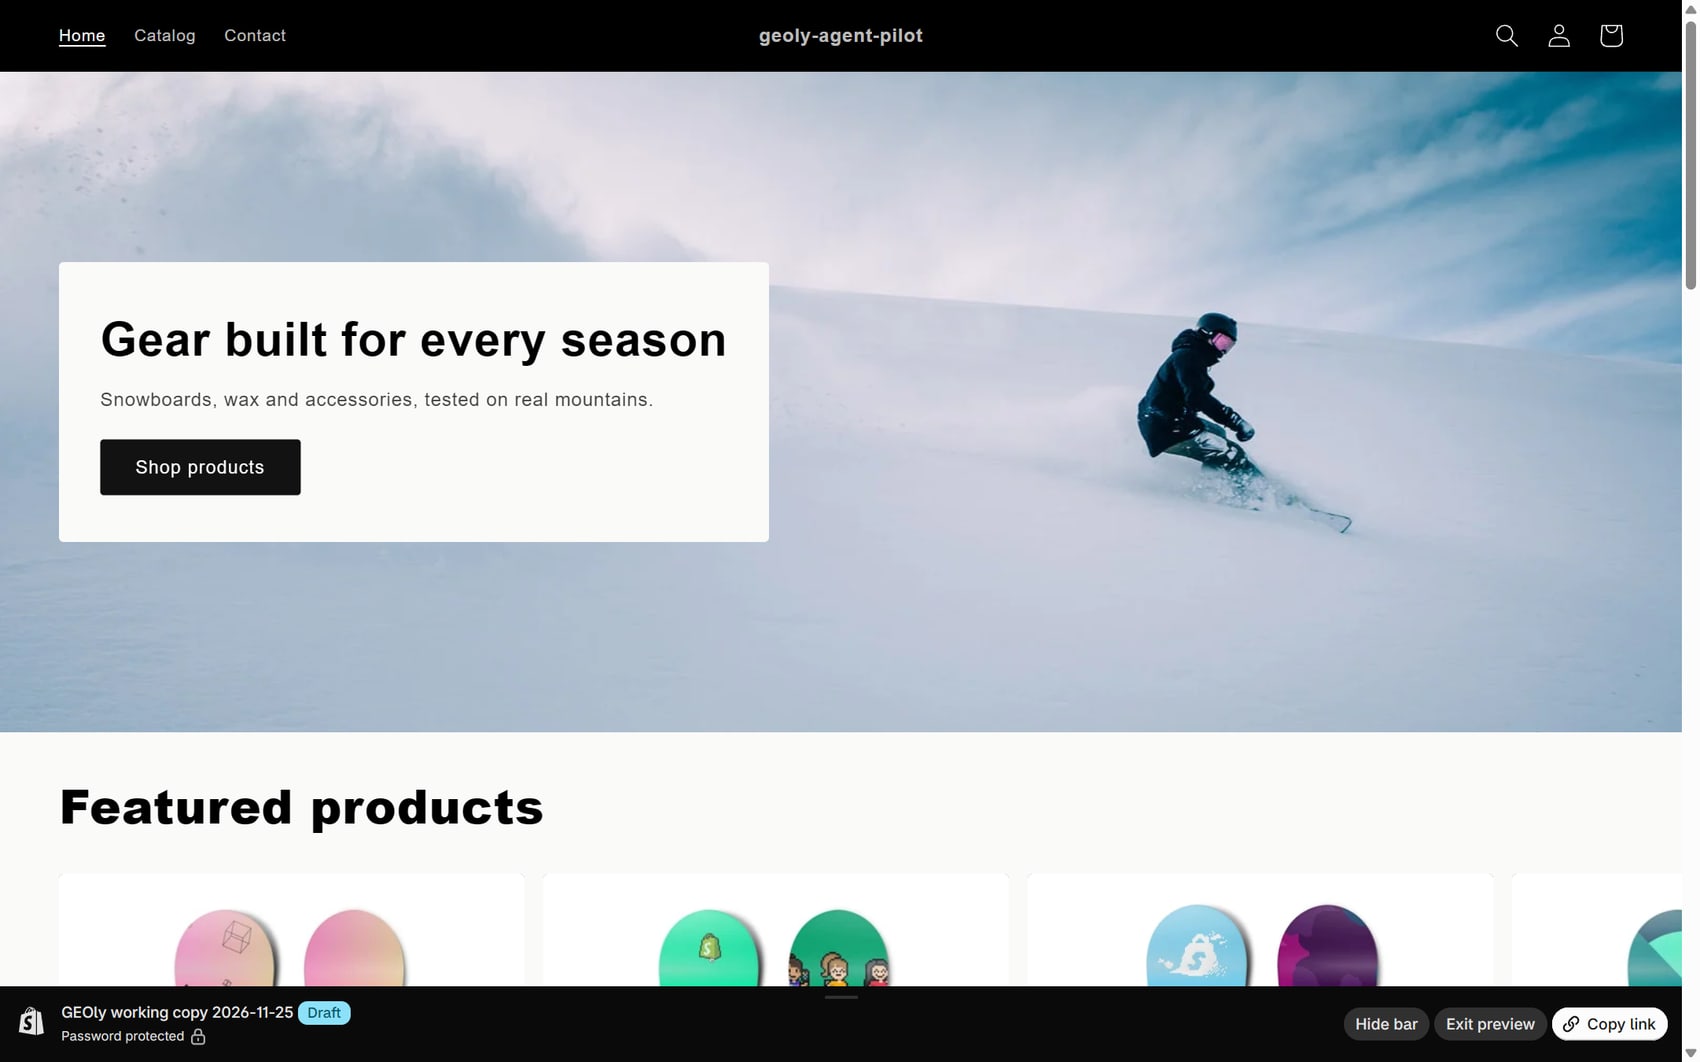 Home Catalog Contact
geoly-agent-pilot
Gear built for every season
Snowboards, wax and accessories, tested on real mountains.
Shop products
Featured products
GEOly working copy 2026-11-25 Draft
Password protected
Hide bar Exit preview Copy link